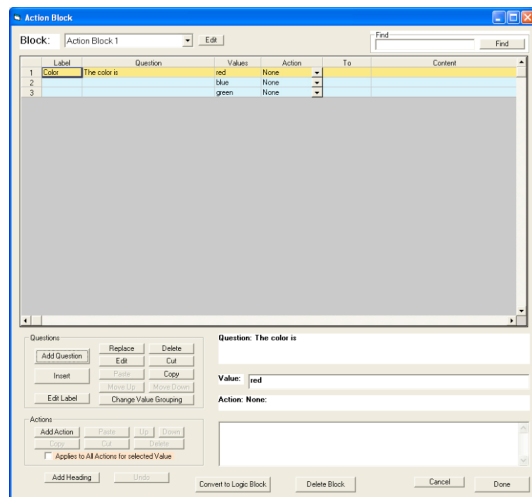 Action Block
Block: Action Block 1 Edit Find Find
Label Question Values Action To Content
1 Color The color is red None
2 blue None
3 green None
Questions
Add Question Replace Delete
Edit Cut
Insert Paste Copy
Move Up Move Down
Edit Label Change Value Grouping
Question: The color is
Value: red
Action: None:
Actions
Add Action Paste Up Down
Copy Cut Delete
Applies to All Actions for selected Value
Add Heading Undo Convert to Logic Block Delete Block Cancel Done